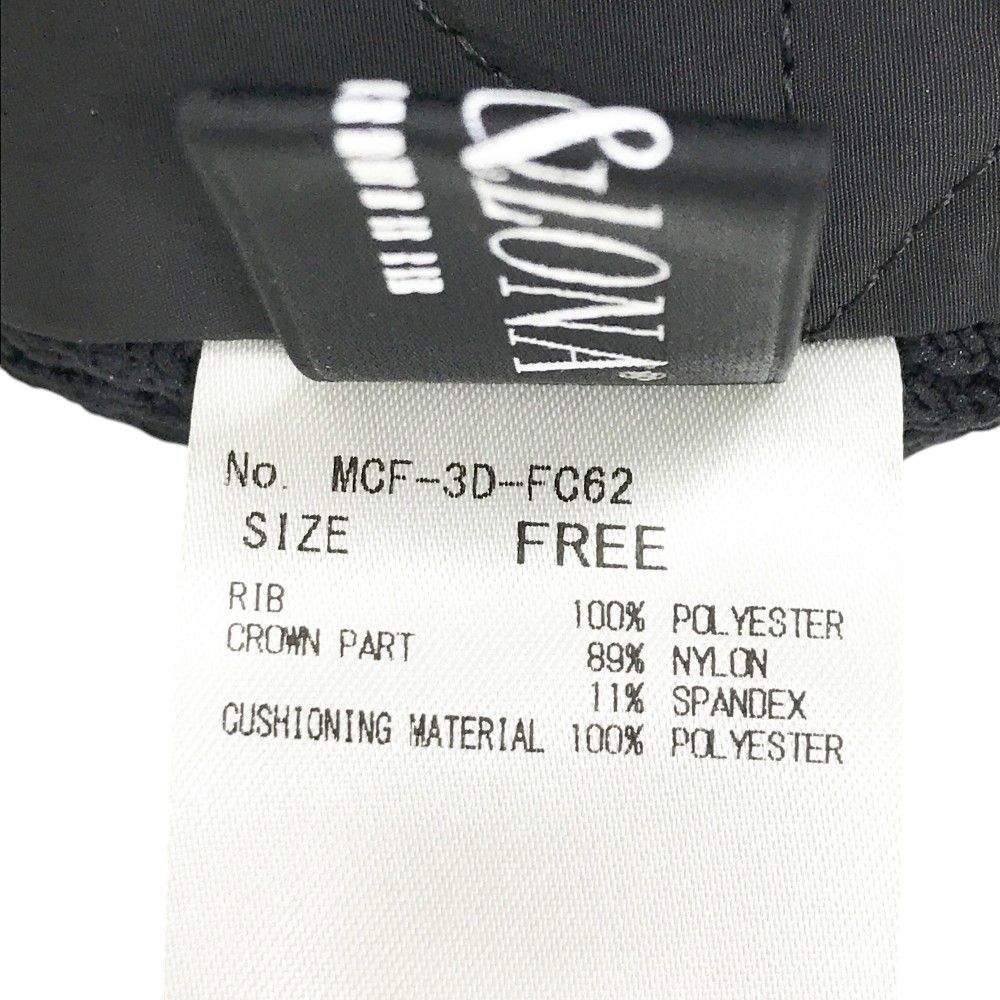 &LONA®
No. MCF-3D-FC62
SIZE FREE
RIB 100% POLYESTER
CROWN PART 89% NYLON
11% SPANDEX
CUSHIONING MATERIAL 100% POLYESTER